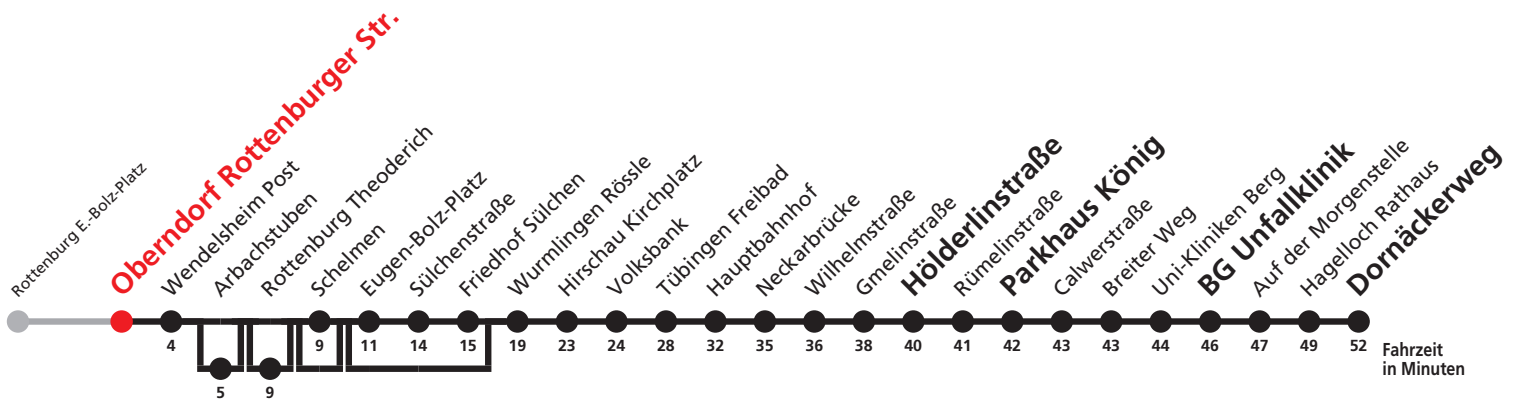 Rottenburg E.-Bolz-Platz
Oberndorf Rottenburger Str.
Wendelsheim Post
Arbachstuben
Rottenburg Theoderich
Schelmen
Eugen-Bolz-Platz
Sülchenstraße
Friedhof Sülchen
Wurmlingen Rössle
Hirschau Kirchplatz
Volksbank
Tübingen Freibad
Hauptbahnhof
Neckarbrücke
Wilhelmstraße
Gmelinstraße
Hölderlinstraße
Rümelinstraße
Parkhaus König
Calwerstraße
Breiter Weg
Uni-Kliniken Berg
BG Unfallklinik
Auf der Morgenstelle
Hagelloch Rathaus
Dornäckerweg
4 9 11 14 15 19 23 24 28 32 35 36 38 40 41 42 43 43 44 46 47 49 52
Fahrzeit
in Minuten
5 9